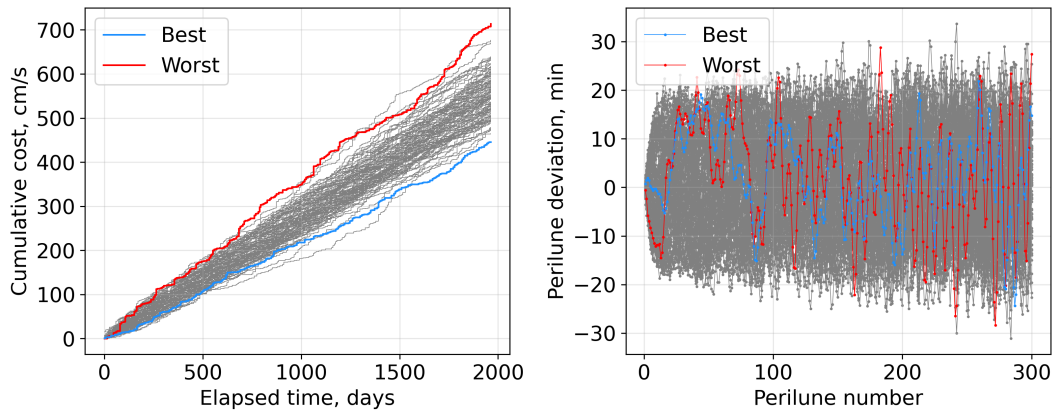 Cumulative cost, cm/s
700
600
500
400
300
200
100
0
Best
Worst
0 500 1000 1500 2000
Elapsed time, days
Perilune deviation, min
30
20
10
0
−10
−20
−30
Best
Worst
0 100 200 300
Perilune number